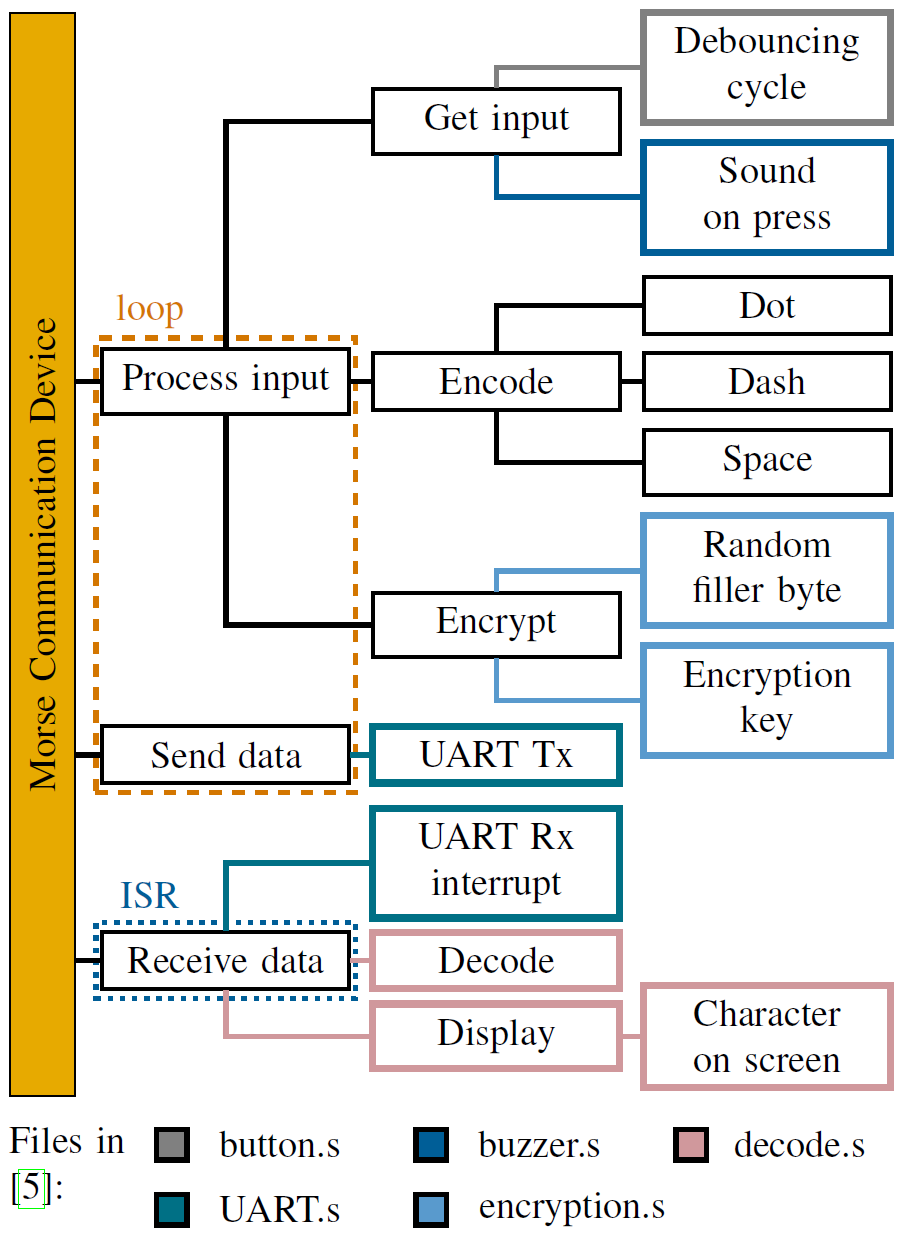 Morse Communication Device
loop
Process input
Get input
Debouncing
cycle
Sound
on press
Encode
Dot
Dash
Space
Encrypt
Random
filler byte
Encryption
key
Send data
UART Tx
ISR
Receive data
UART Rx
interrupt
Decode
Display
Character
on screen
Files in
[5]:
button.s
buzzer.s
decode.s
UART.s
encryption.s